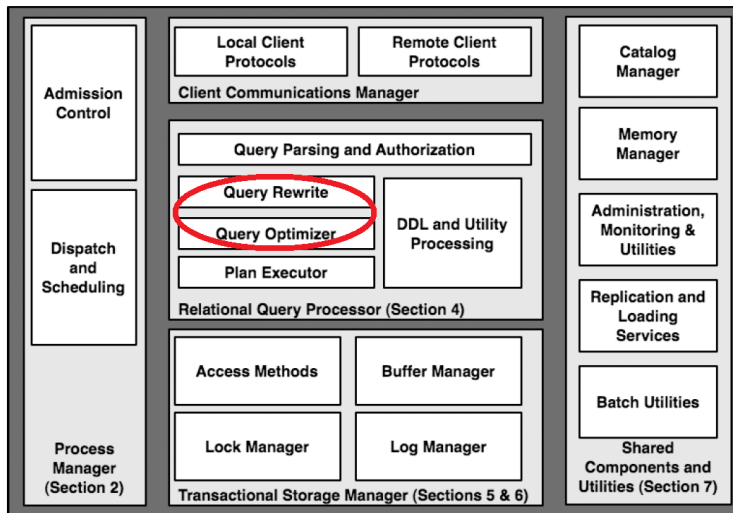 Admission
Control
Dispatch
and
Scheduling
Process
Manager
(Section 2)
Local Client
Protocols
Remote Client
Protocols
Client Communications Manager
Query Parsing and Authorization
Query Rewrite
Query Optimizer
Plan Executor
DDL and Utility
Processing
Relational Query Processor (Section 4)
Access Methods
Buffer Manager
Lock Manager
Log Manager
Transactional Storage Manager (Sections 5 & 6)
Catalog
Manager
Memory
Manager
Administration,
Monitoring &
Utilities
Replication and
Loading
Services
Batch Utilities
Shared
Components and
Utilities (Section 7)